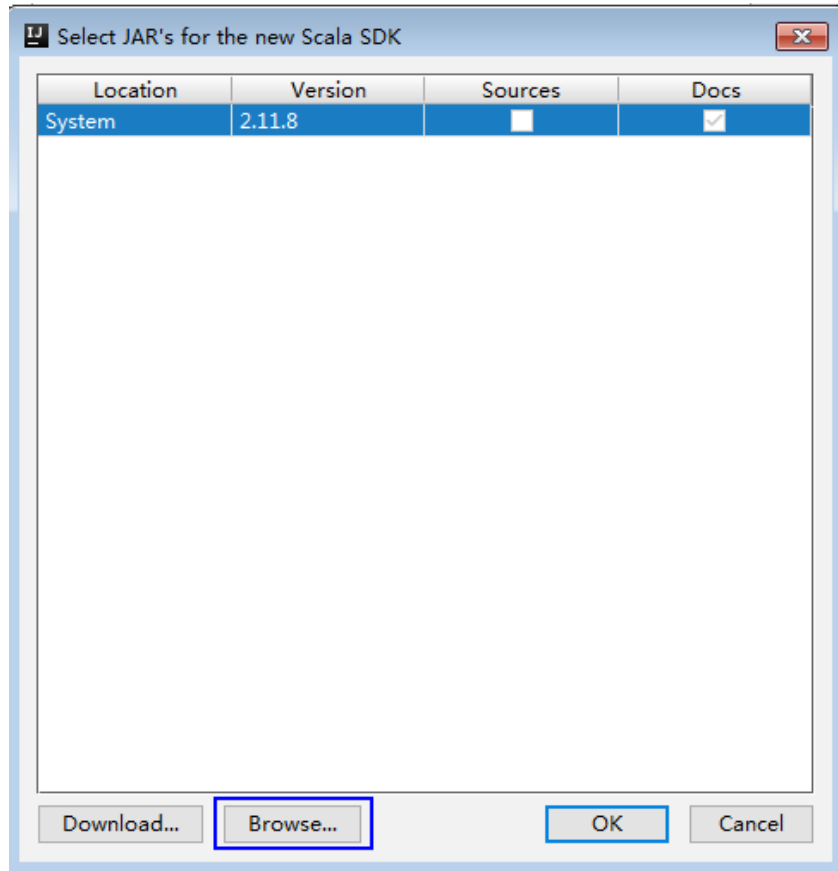 IJ Select JAR's for the new Scala SDK
Location Version Sources Docs
System 2.11.8
Download... Browse... OK Cancel